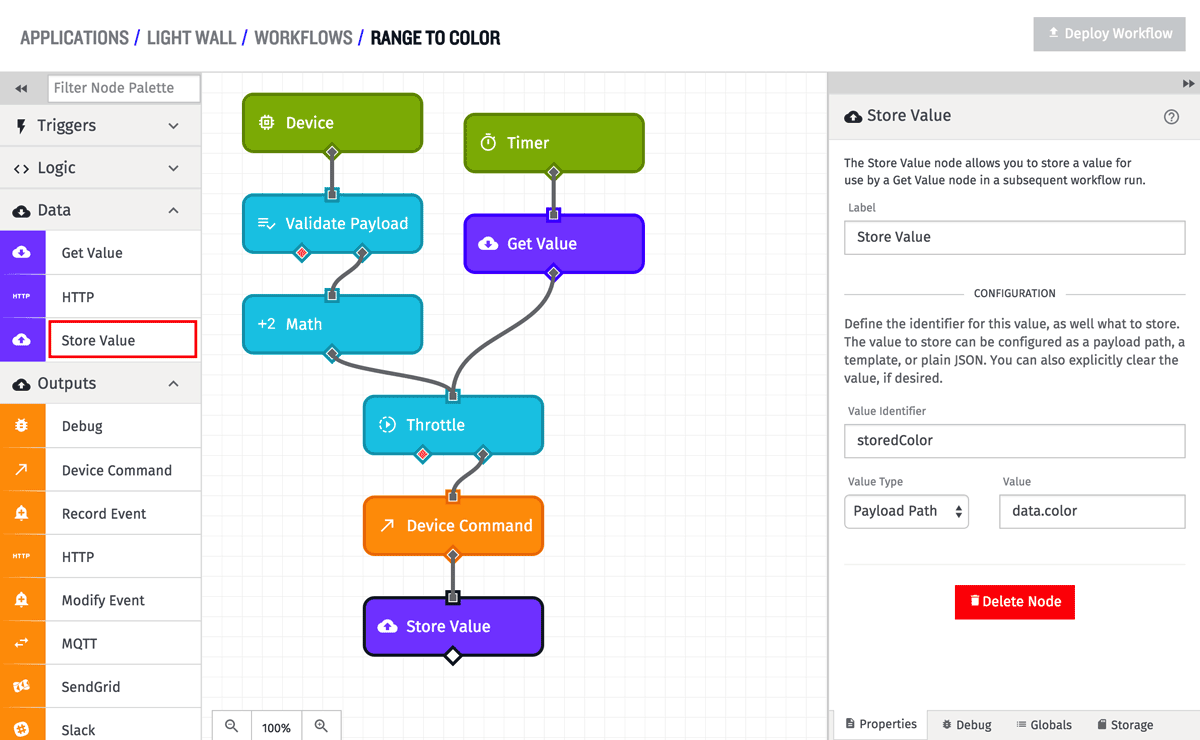 APPLICATIONS / LIGHT WALL / WORKFLOWS / RANGE TO COLOR
Deploy Workflow
Filter Node Palette
Triggers
Logic
Data
Get Value
HTTP
HTTP
Store Value
Outputs
Debug
Device Command
Record Event
HTTP
HTTP
Modify Event
MQTT
SendGrid
Slack
Device
Timer
Validate Payload
Get Value
+2 Math
Throttle
Device Command
Store Value
100%
Store Value
The Store Value node allows you to store a value for
use by a Get Value node in a subsequent workflow run.
Label
Store Value
CONFIGURATION
Define the identifier for this value, as well what to store.
The value to store can be configured as a payload path, a
template, or plain JSON. You can also explicitly clear the
value, if desired.
Value Identifier
storedColor
Value Type
Value
Payload Path
data.color
Delete Node
Properties
Debug
Globals
Storage